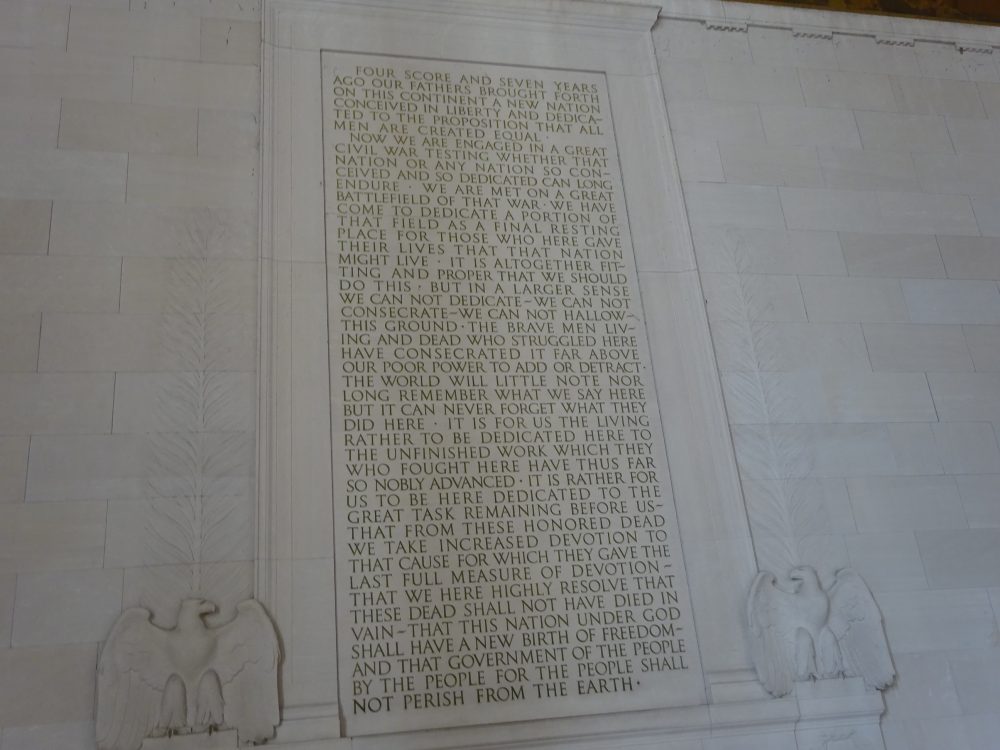 FOUR SCORE AND SEVEN YEARS
AGO OUR FATHERS BROUGHT FORTH
ON THIS CONTINENT A NEW NATION
CONCEIVED IN LIBERTY AND DEDICA-
TED TO THE PROPOSITION THAT ALL
MEN ARE CREATED EQUAL ·
NOW WE ARE ENGAGED IN A GREAT
CIVIL WAR TESTING WHETHER THAT
NATION OR ANY NATION SO CON-
CEIVED AND SO DEDICATED CAN LONG
ENDURE · WE ARE MET ON A GREAT
BATTLEFIELD OF THAT WAR · WE HAVE
COME TO DEDICATE A PORTION OF
THAT FIELD AS A FINAL RESTING
PLACE FOR THOSE WHO HERE GAVE
THEIR LIVES THAT THAT NATION
MIGHT LIVE · IT IS ALTOGETHER FIT-
TING AND PROPER THAT WE SHOULD
DO THIS · BUT IN A LARGER SENSE
WE CAN NOT DEDICATE~WE CAN NOT
CONSECRATE~WE CAN NOT HALLOW~
THIS GROUND · THE BRAVE MEN LIV-
ING AND DEAD WHO STRUGGLED HERE
HAVE CONSECRATED IT FAR ABOVE
OUR POOR POWER TO ADD OR DETRACT ·
THE WORLD WILL LITTLE NOTE NOR
LONG REMEMBER WHAT WE SAY HERE
BUT IT CAN NEVER FORGET WHAT THEY
DID HERE · IT IS FOR US THE LIVING
RATHER TO BE DEDICATED HERE TO
THE UNFINISHED WORK WHICH THEY
WHO FOUGHT HERE HAVE THUS FAR
SO NOBLY ADVANCED · IT IS RATHER FOR
US TO BE HERE DEDICATED TO THE
GREAT TASK REMAINING BEFORE US~
THAT FROM THESE HONORED DEAD
WE TAKE INCREASED DEVOTION TO
THAT CAUSE FOR WHICH THEY GAVE THE
LAST FULL MEASURE OF DEVOTION~
THAT WE HERE HIGHLY RESOLVE THAT
THESE DEAD SHALL NOT HAVE DIED IN
VAIN~THAT THIS NATION UNDER GOD
SHALL HAVE A NEW BIRTH OF FREEDOM~
AND THAT GOVERNMENT OF THE PEOPLE
BY THE PEOPLE FOR THE PEOPLE SHALL
NOT PERISH FROM THE EARTH ·